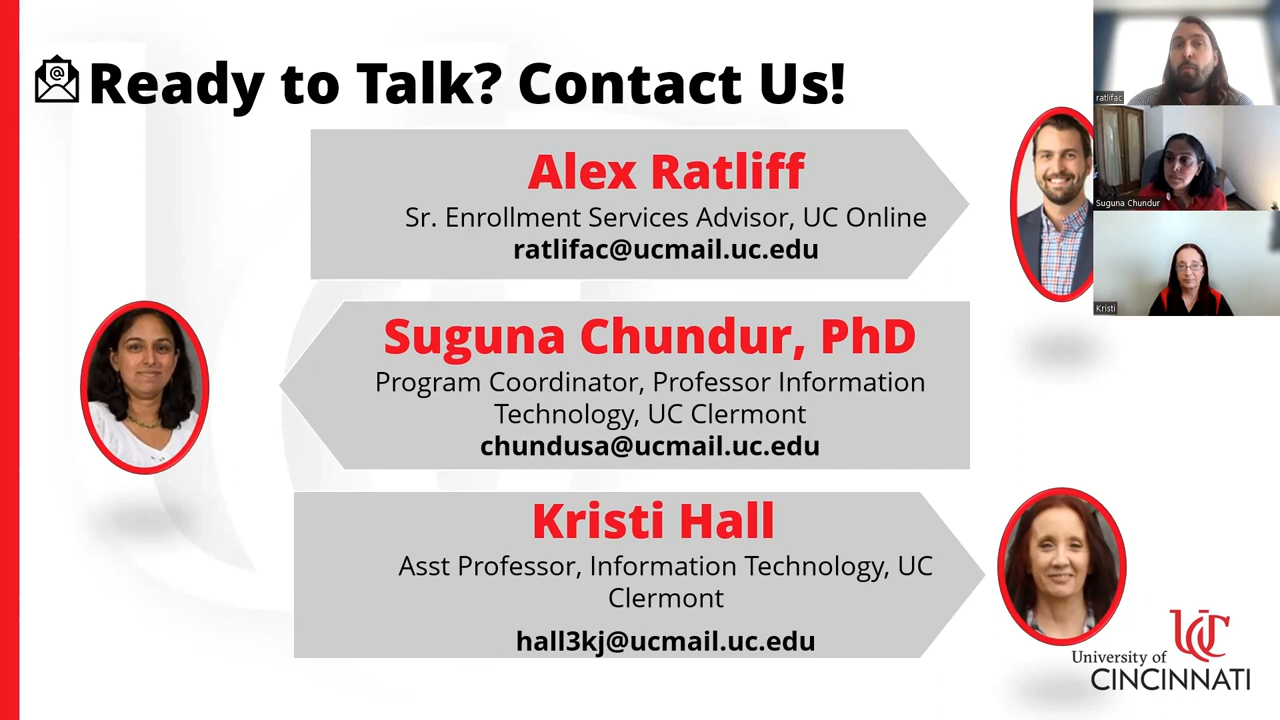 @
Ready to Talk? Contact Us!
Alex Ratliff
Sr. Enrollment Services Advisor, UC Online
ratlifac@ucmail.uc.edu
Suguna Chundur, PhD
Program Coordinator, Professor Information
Technology, UC Clermont
chundusa@ucmail.uc.edu
Kristi Hall
Asst Professor, Information Technology, UC
Clermont
hall3kj@ucmail.uc.edu
ratlifac
Suguna Chundur
Kristi
UC
University of
CINCINNATI